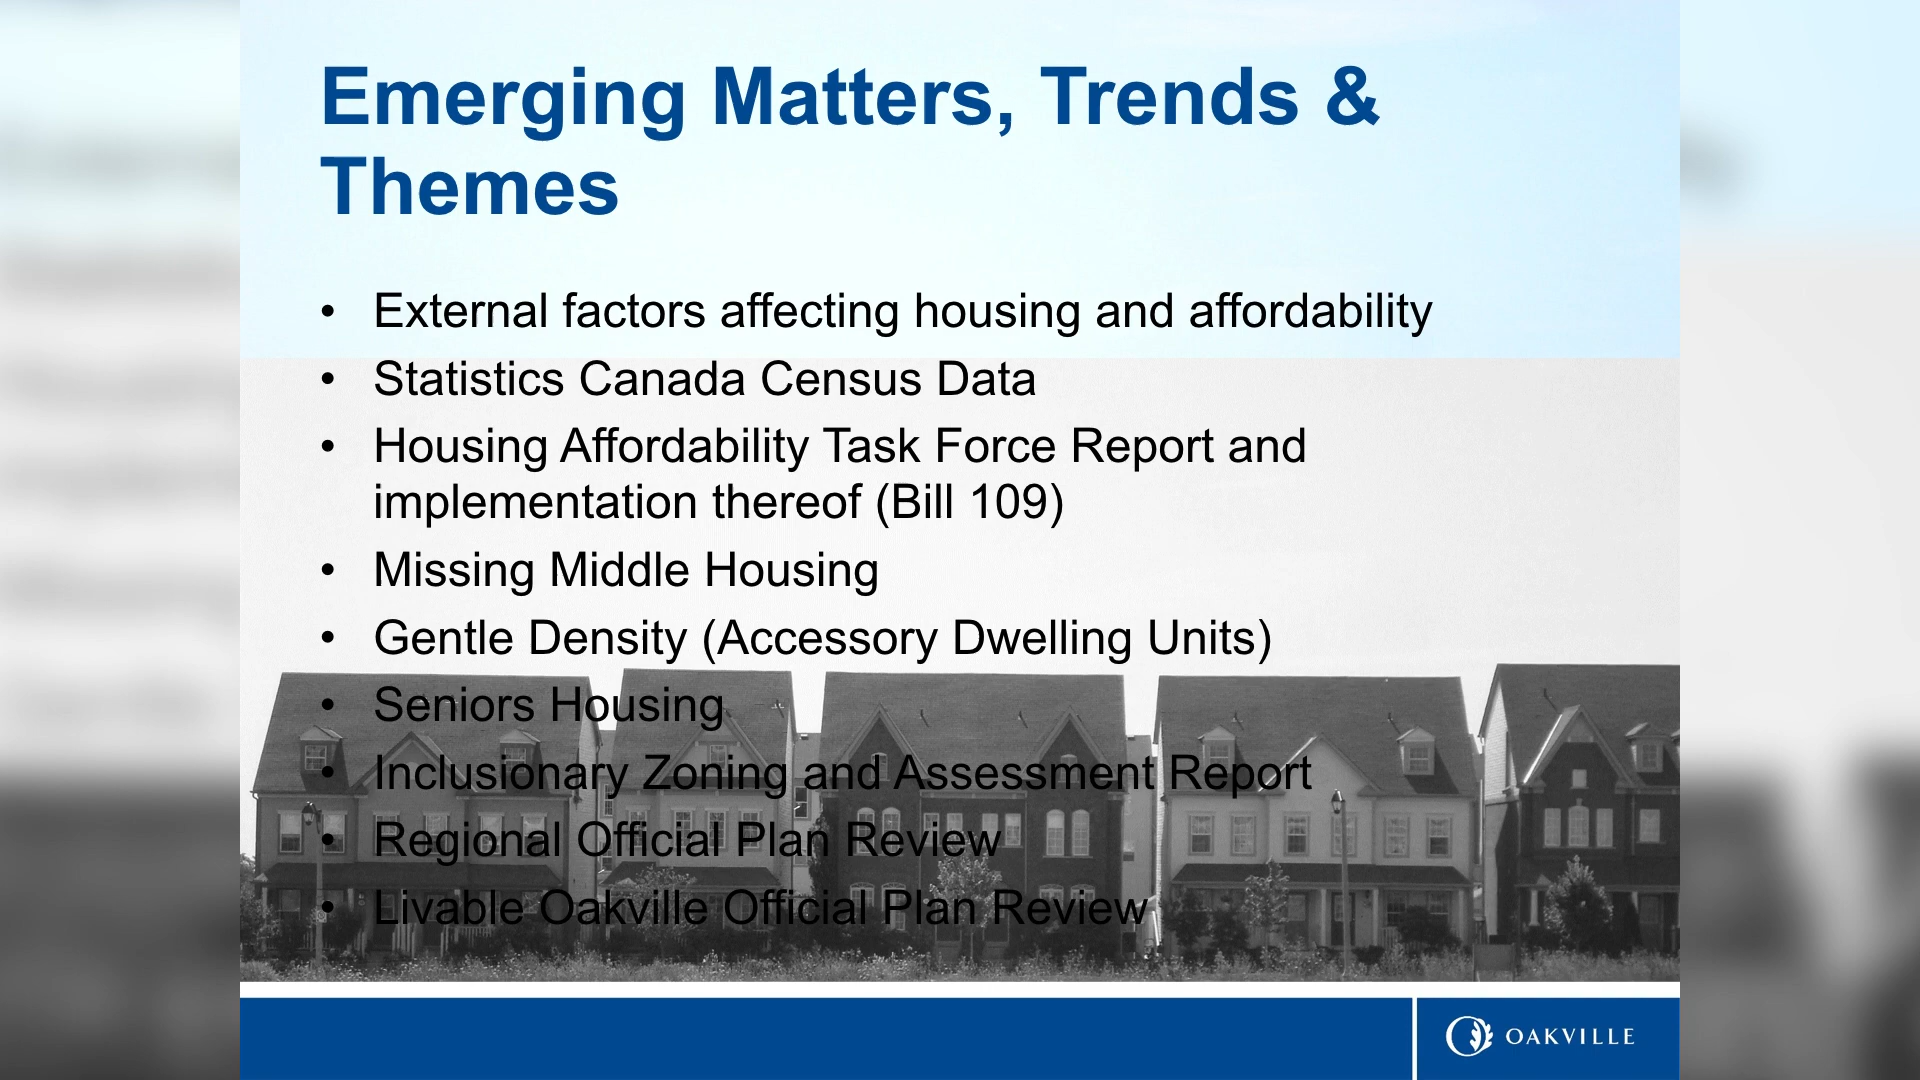 Emerging Matters, Trends &
Themes
• External factors affecting housing and affordability
• Statistics Canada Census Data
• Housing Affordability Task Force Report and
implementation thereof (Bill 109)
• Missing Middle Housing
• Gentle Density (Accessory Dwelling Units)
• Seniors Housing
• Inclusionary Zoning and Assessment Report
• Regional Official Plan Review
• Livable Oakville Official Plan Review
OAKVILLE